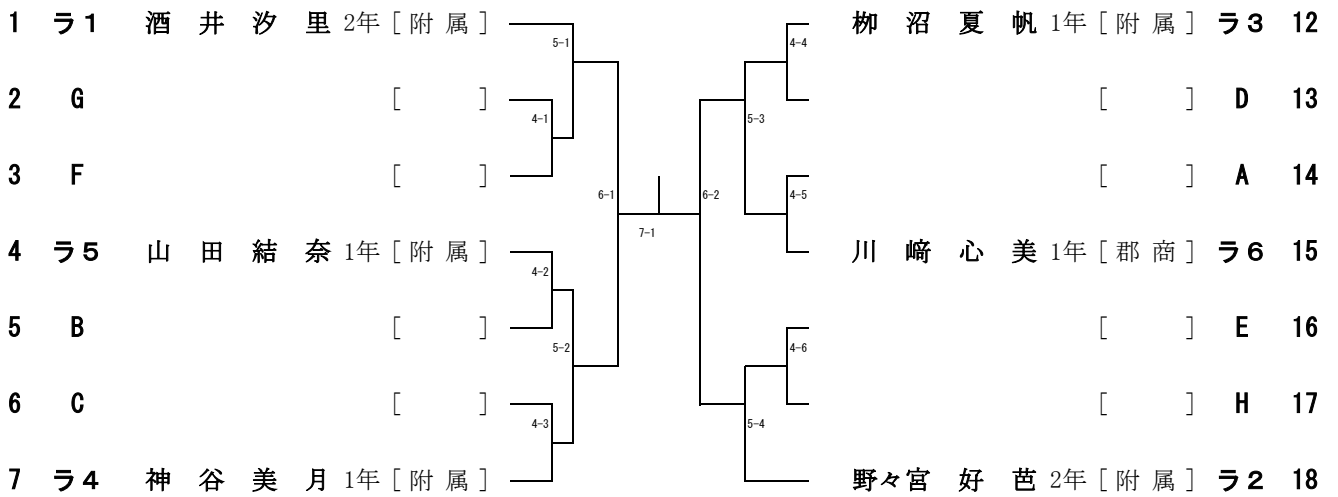 1 ラ1 酒井汐里 2年 [附属] 5-1 4-4 栁沼夏帆 1年 [附属] ラ3 12
2 G [ ] 4-1 5-3 [ ] D 13
3 F [ ] 6-1 6-2 4-5 [ ] A 14
7-1
4 ラ5 山田結奈 1年 [附属] 4-2 川﨑心美 1年 [郡商] ラ6 15
5 B [ ] 5-2 4-6 [ ] E 16
6 C [ ] 4-3 5-4 [ ] H 17
7 ラ4 神谷美月 1年 [附属] 野々宮好芭 2年 [附属] ラ2 18